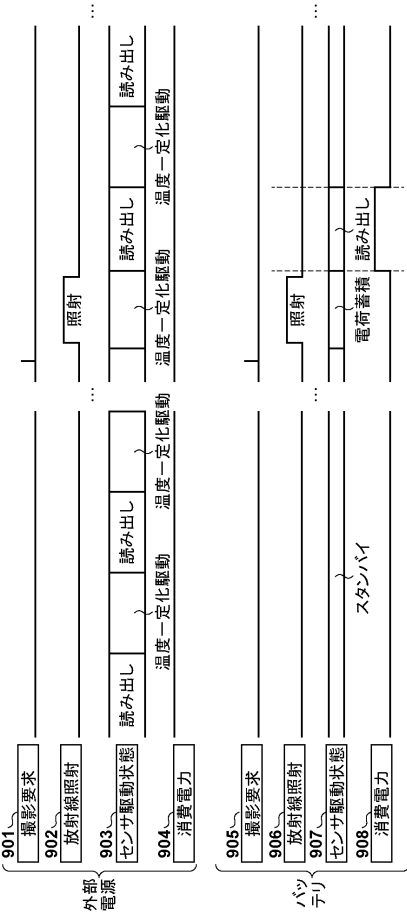 外部
電源
901
撮影要求
902
放射線照射
照射
903
センサ駆動状態
読み出し
温度一定化駆動
読み出し
温度一定化駆動
温度一定化駆動
読み出し
温度一定化駆動
読み出し
904
消費電力
…
…
バッ
テリ
905
撮影要求
906
放射線照射
照射
907
センサ駆動状態
スタンバイ
電荷蓄積
読み出し
908
消費電力
…
…